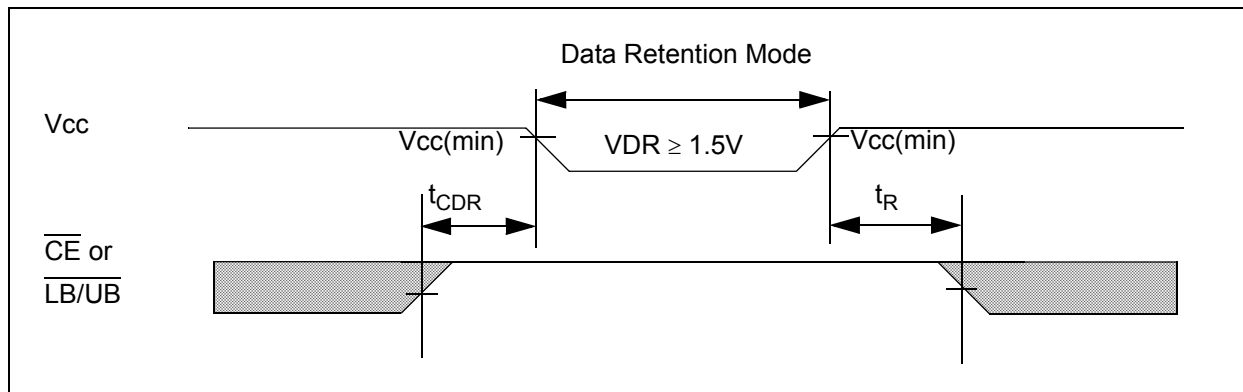 Data Retention Mode
Vcc
Vcc(min)
VDR ≥ 1.5V
Vcc(min)
tCDR
tR
CE or
LB/UB